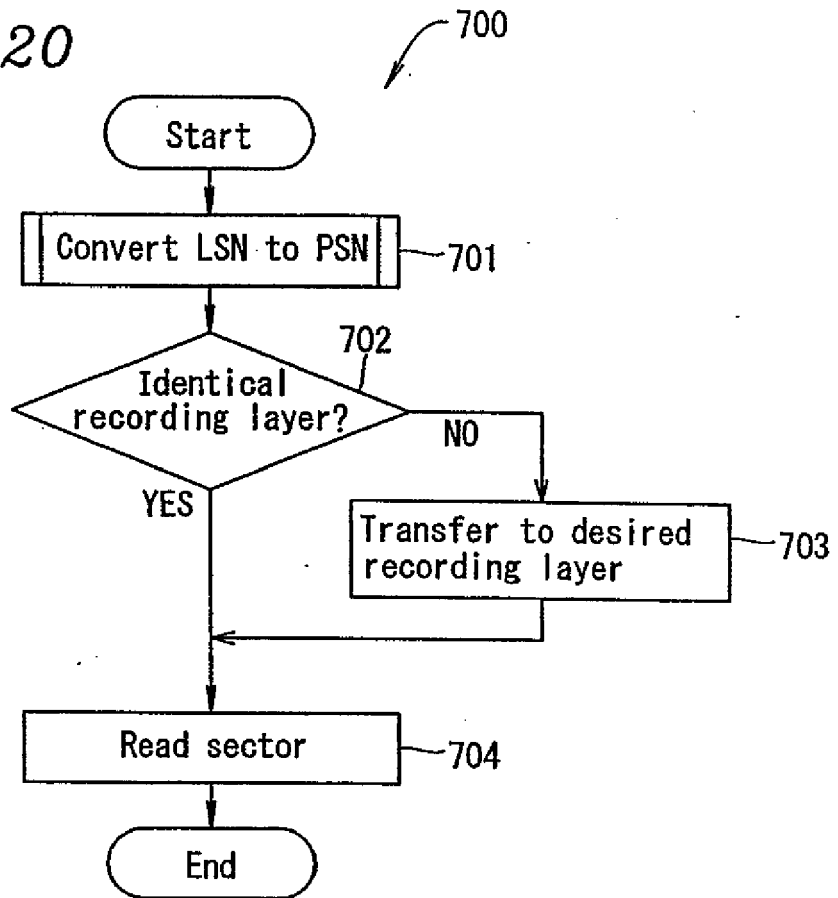 20
700
Start
Convert LSN to PSN
701
702
Identical
recording layer?
NO
YES
Transfer to desired
recording layer
703
Read sector
704
End